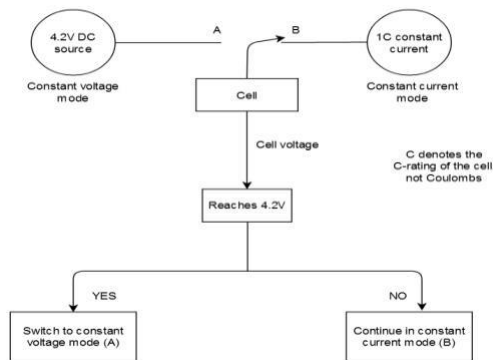 4.2V DC
source
A
B
1C constant
current
Constant voltage
mode
Constant current
mode
Cell
Cell voltage
C denotes the
C-rating of the cell
not Coulombs
Reaches 4.2V
YES
NO
Switch to constant
voltage mode (A)
Continue in constant
current mode (B)